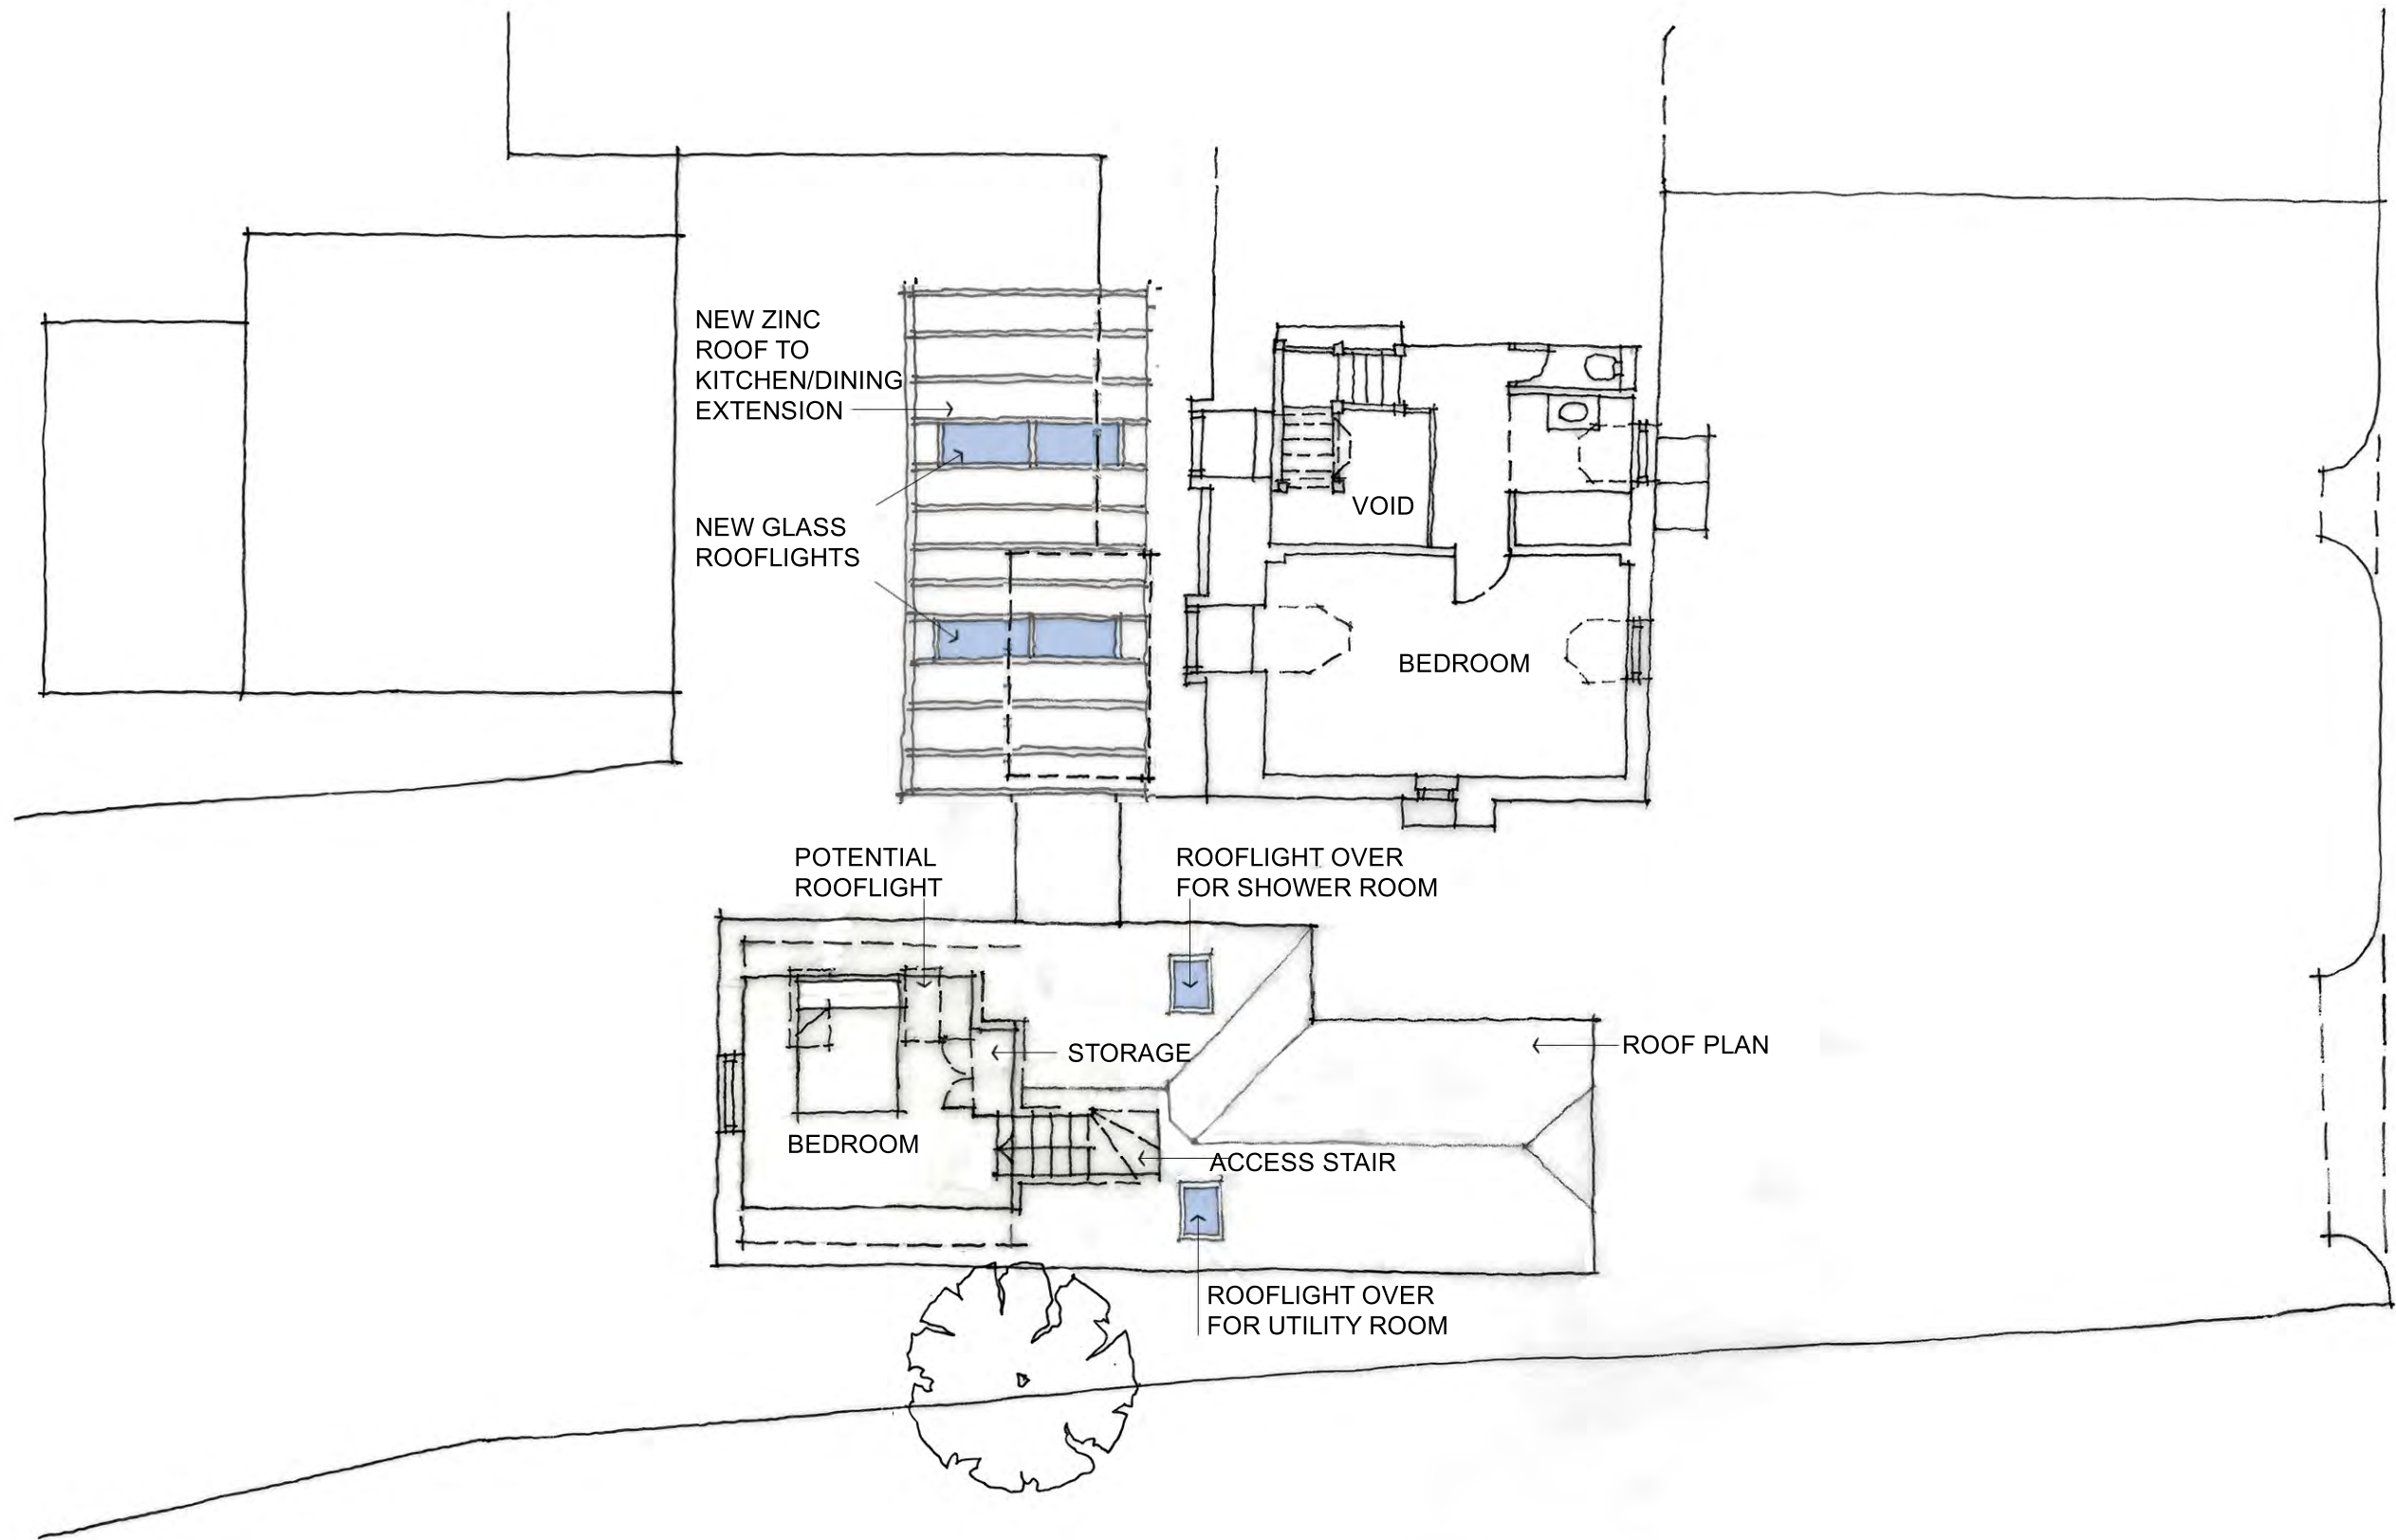 NEW ZINC
ROOF TO
KITCHEN/DINING
EXTENSION
NEW GLASS
ROOFLIGHTS
VOID
BEDROOM
POTENTIAL
ROOFLIGHT
ROOFLIGHT OVER
FOR SHOWER ROOM
STORAGE
ROOF PLAN
BEDROOM
ACCESS STAIR
ROOFLIGHT OVER
FOR UTILITY ROOM